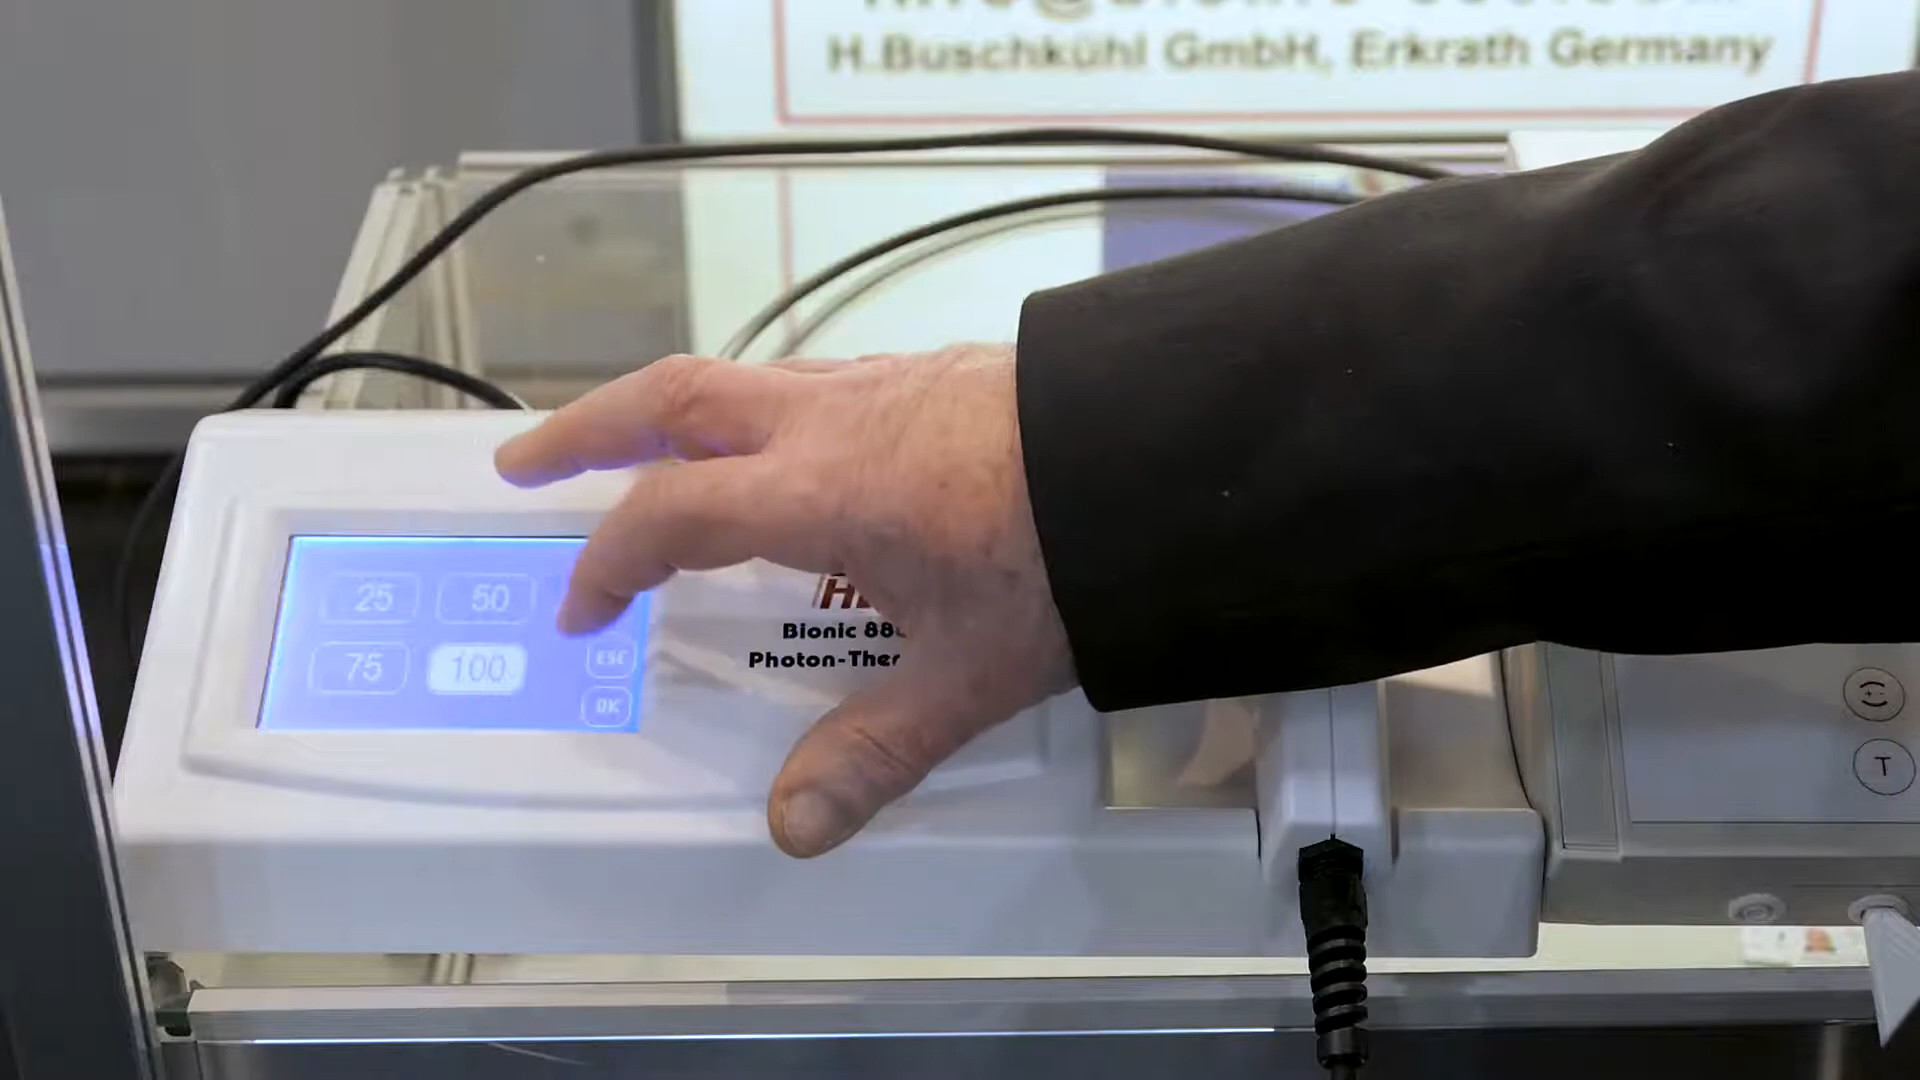 H.Buschkühl GmbH, Erkrath Germany
25 50
75 100
ESC
OK
Bionic 88
Photon-Ther
T